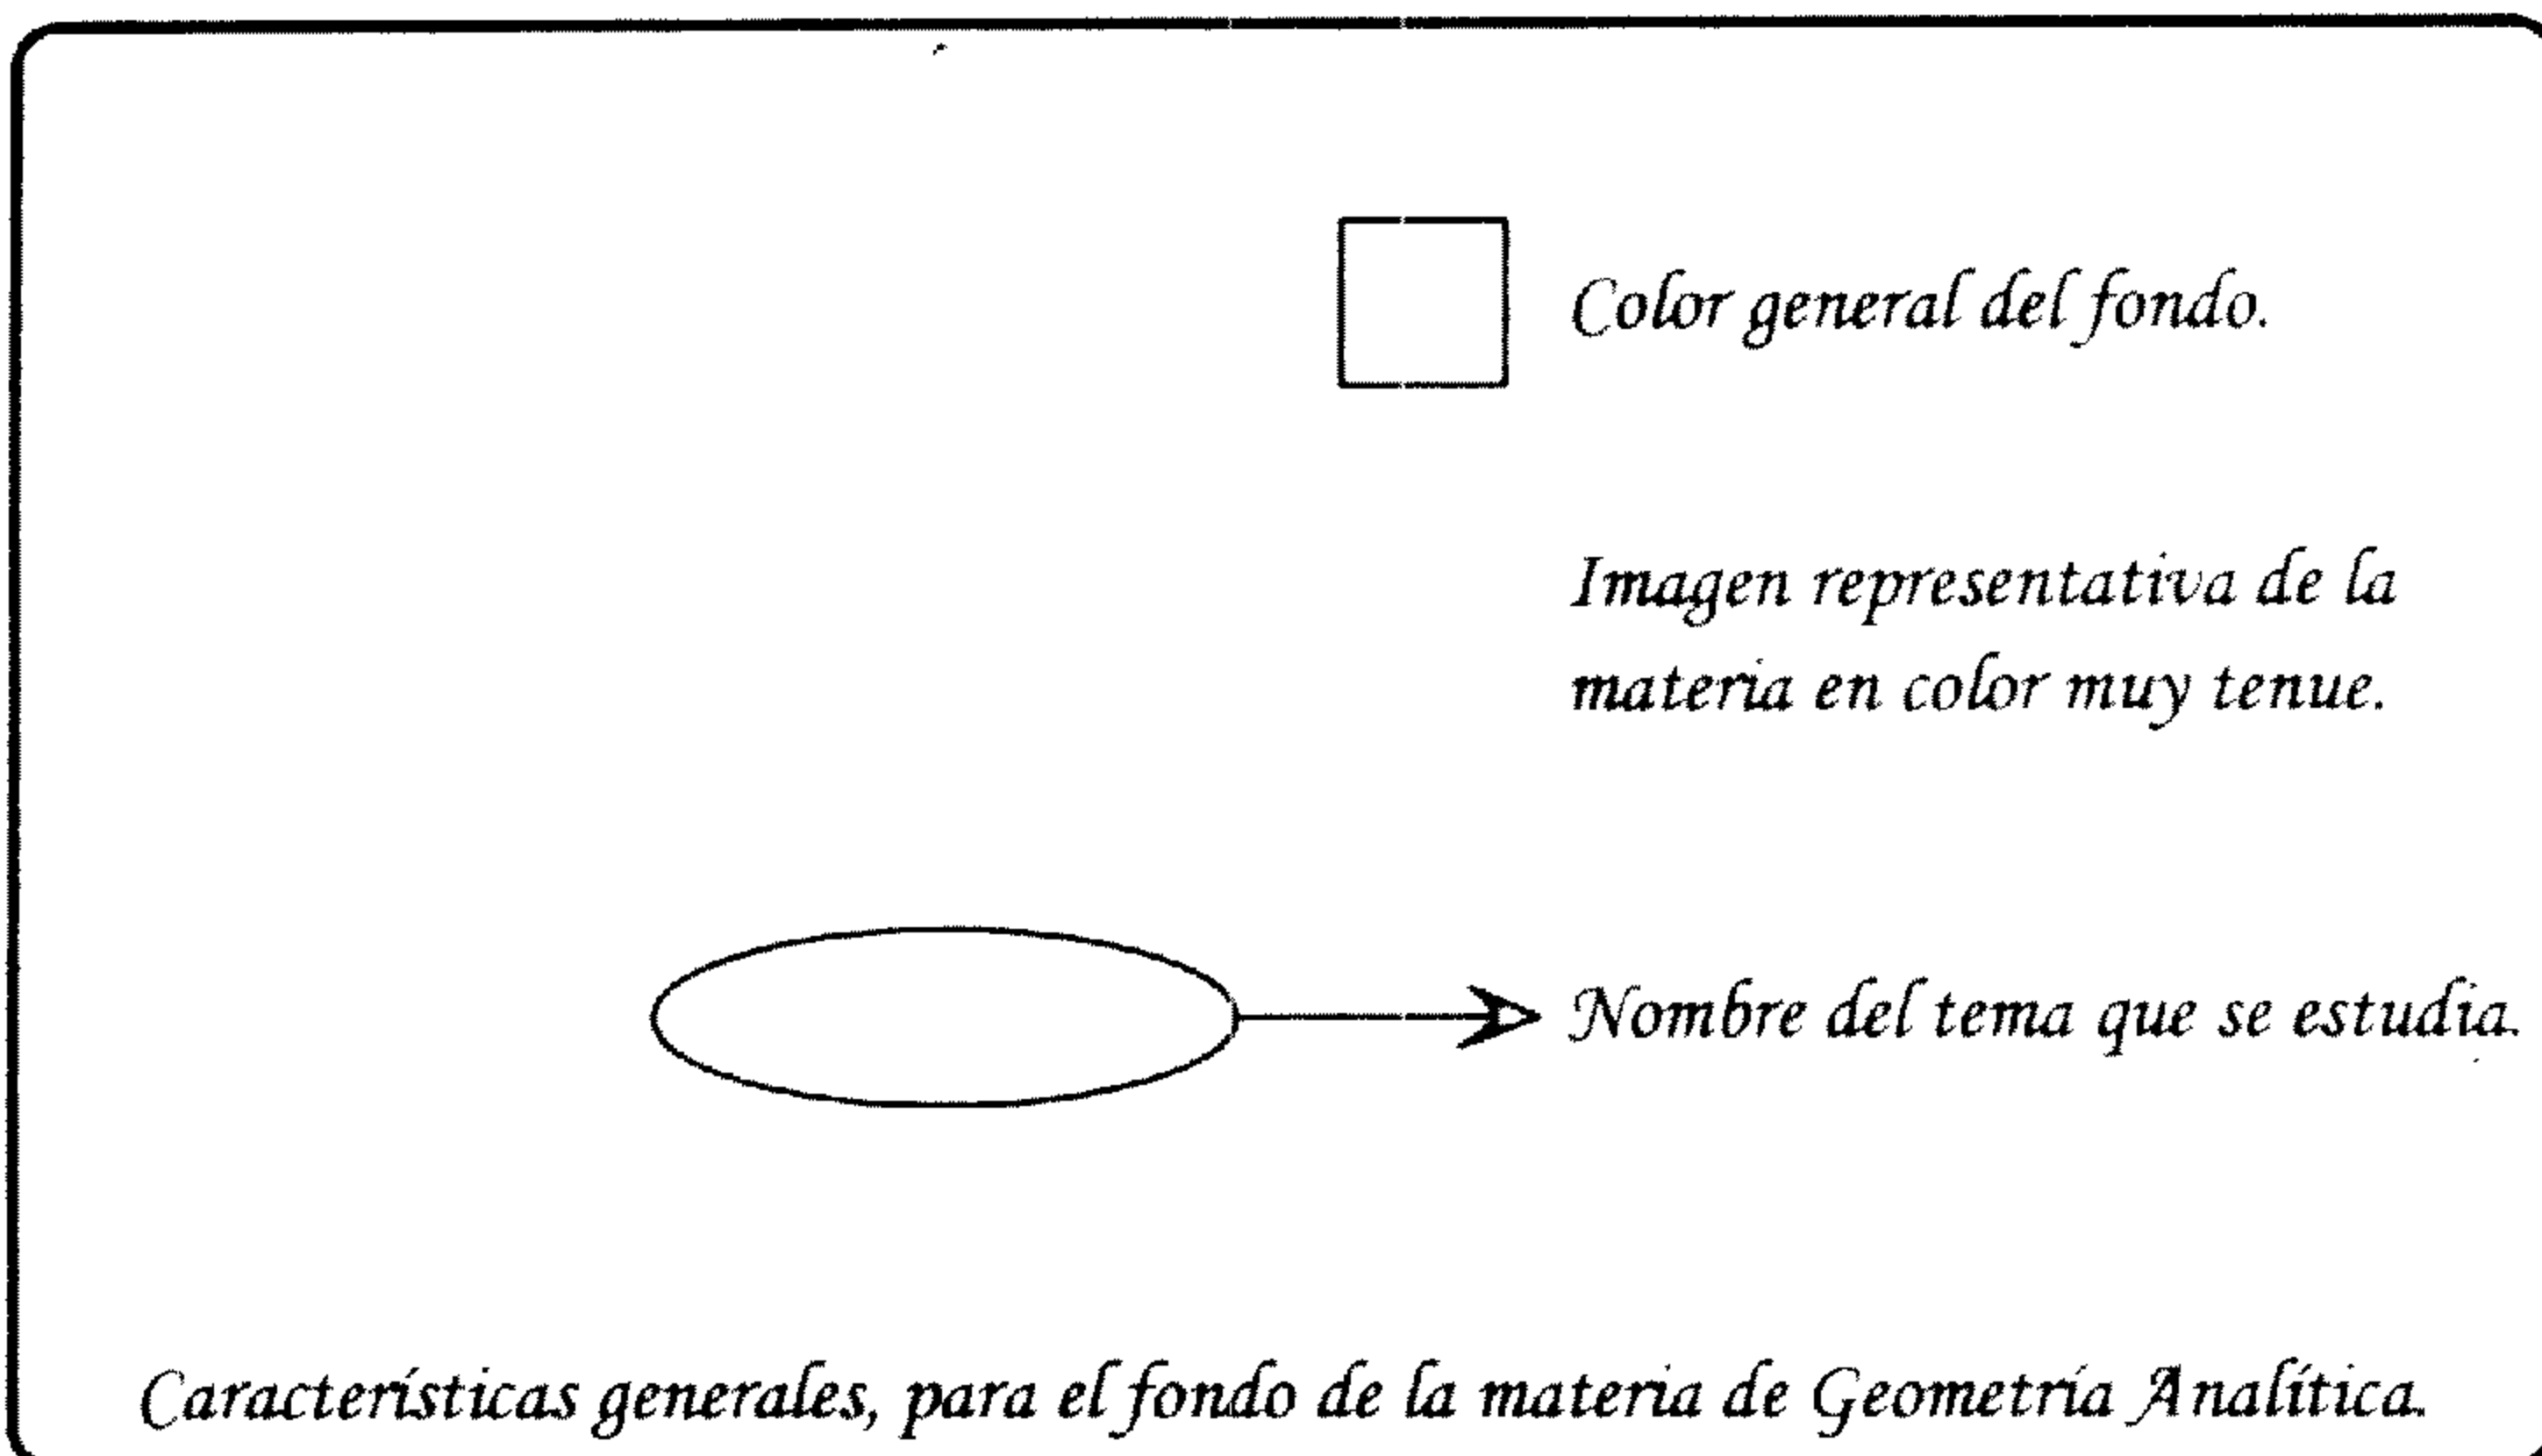 Color general del fondo.
Imagen representativa de la
materia en color muy tenue.
Nombre del tema que se estudia.
Características generales, para el fondo de la materia de Geometría Analítica.